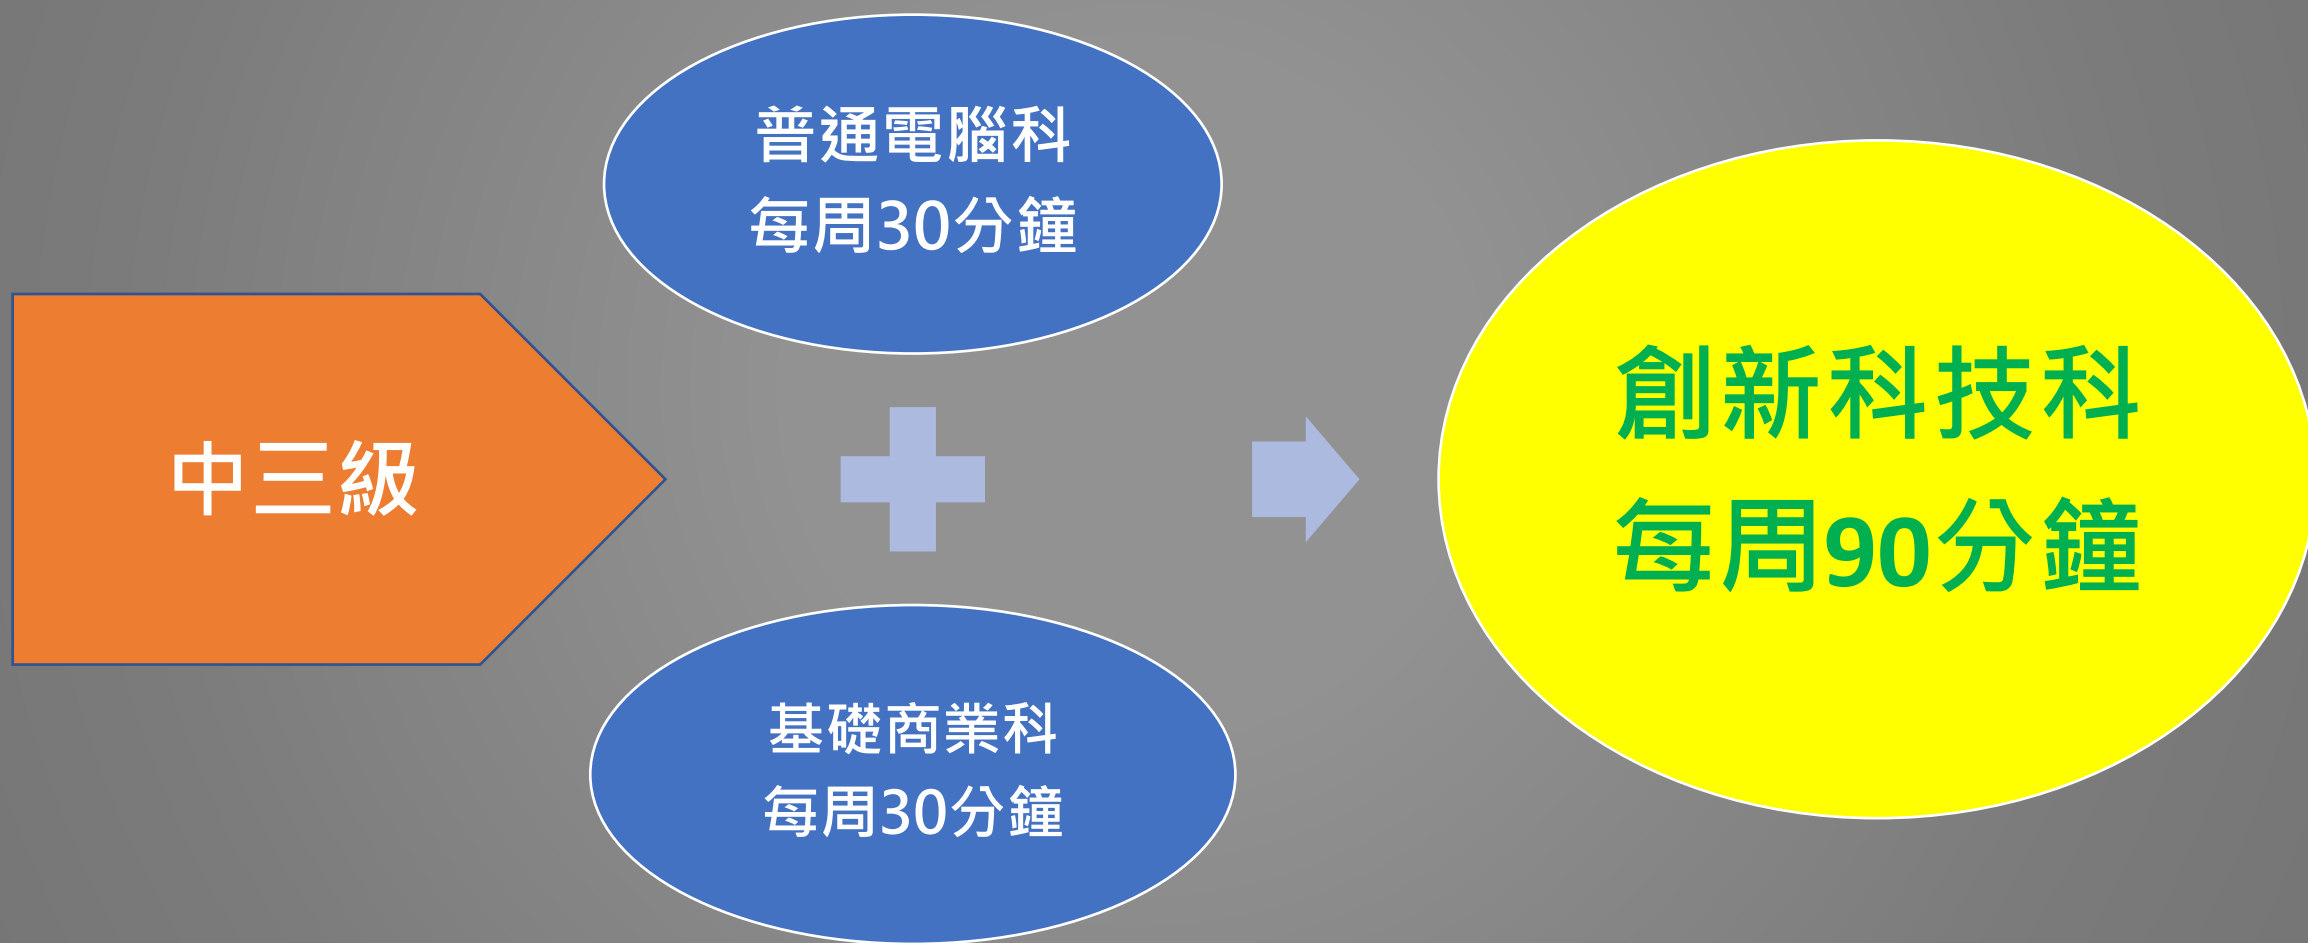 普通電腦科
每周30分鐘
中三級
創新科技科
每周90分鐘
基礎商業科
每周30分鐘